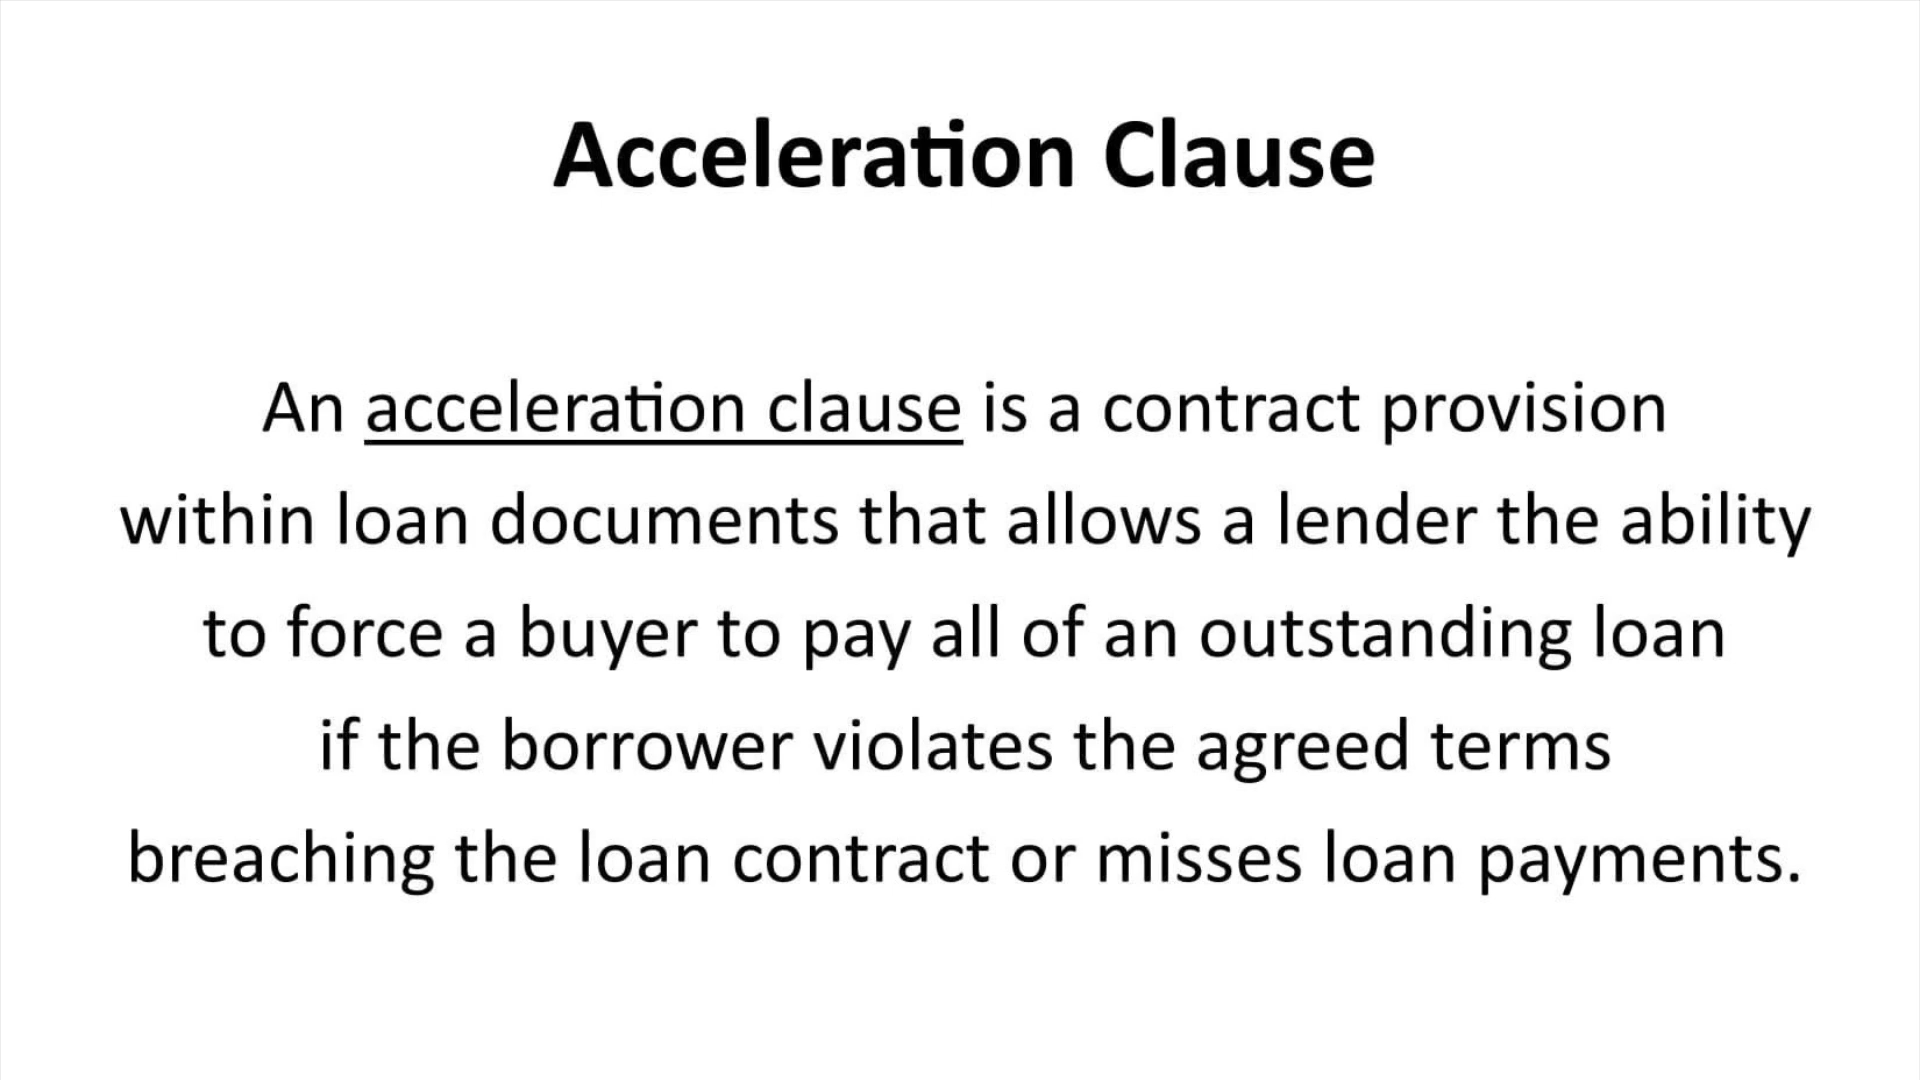 Acceleration Clause
An acceleration clause is a contract provision
within loan documents that allows a lender the ability
to force a buyer to pay all of an outstanding loan
if the borrower violates the agreed terms
breaching the loan contract or misses loan payments.